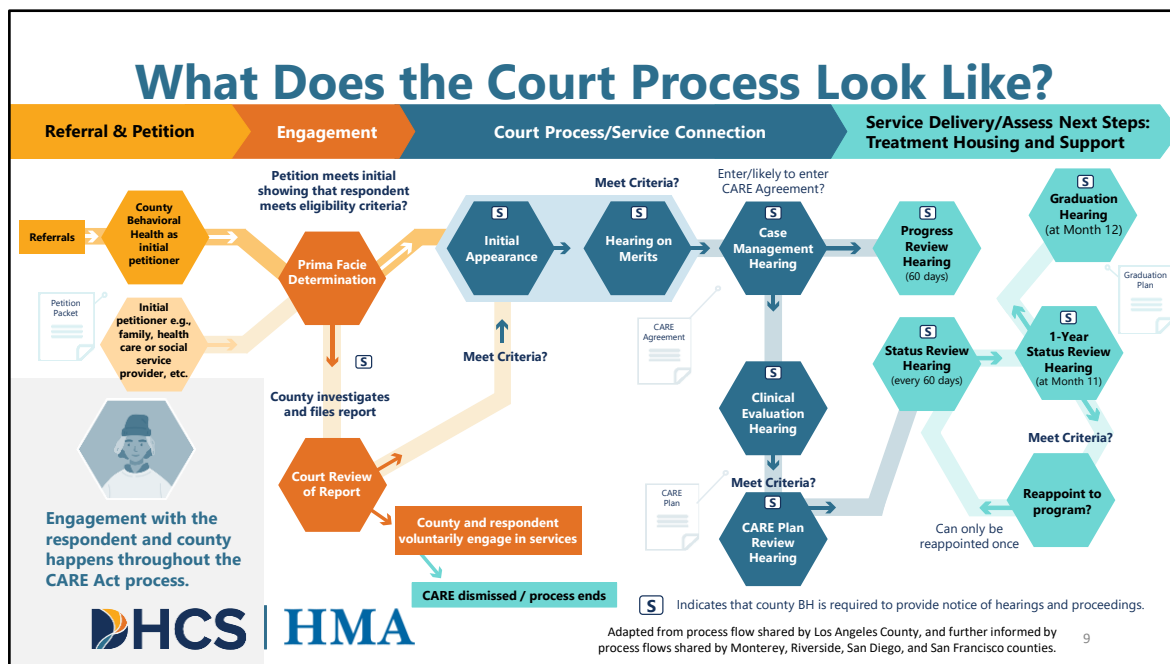 What Does the Court Process Look Like?
Referral & Petition
Engagement
Court Process/Service Connection
Service Delivery/Assess Next Steps:
Treatment Housing and Support
Referrals
County
Behavioral
Health as
initial
petitioner
Petition
Packet
Initial
petitioner e.g.,
family, health
care or social
service
provider, etc.
Petition meets initial
showing that respondent
meets eligibility criteria?
Prima Facie
Determination
S
County investigates
and files report
Court Review
of Report
County and respondent
voluntarily engage in services
CARE dismissed / process ends
S
Initial
Appearance
Meet Criteria?
Meet Criteria?
S
Hearing on
Merits
Enter/likely to enter
CARE Agreement?
S
Case
Management
Hearing
CARE
Agreement
S
Clinical
Evaluation
Hearing
Meet Criteria?
CARE
Plan
S
CARE Plan
Review
Hearing
S
Progress
Review
Hearing
(60 days)
S
Status Review
Hearing
(every 60 days)
S
Graduation
Hearing
(at Month 12)
Graduation
Plan
S
1-Year
Status Review
Hearing
(at Month 11)
Meet Criteria?
Reappoint to
program?
Can only be
reappointed once
Engagement with the
respondent and county
happens throughout the
CARE Act process.
DHCS
HMA
S Indicates that county BH is required to provide notice of hearings and proceedings.
Adapted from process flow shared by Los Angeles County, and further informed by
process flows shared by Monterey, Riverside, San Diego, and San Francisco counties.
9